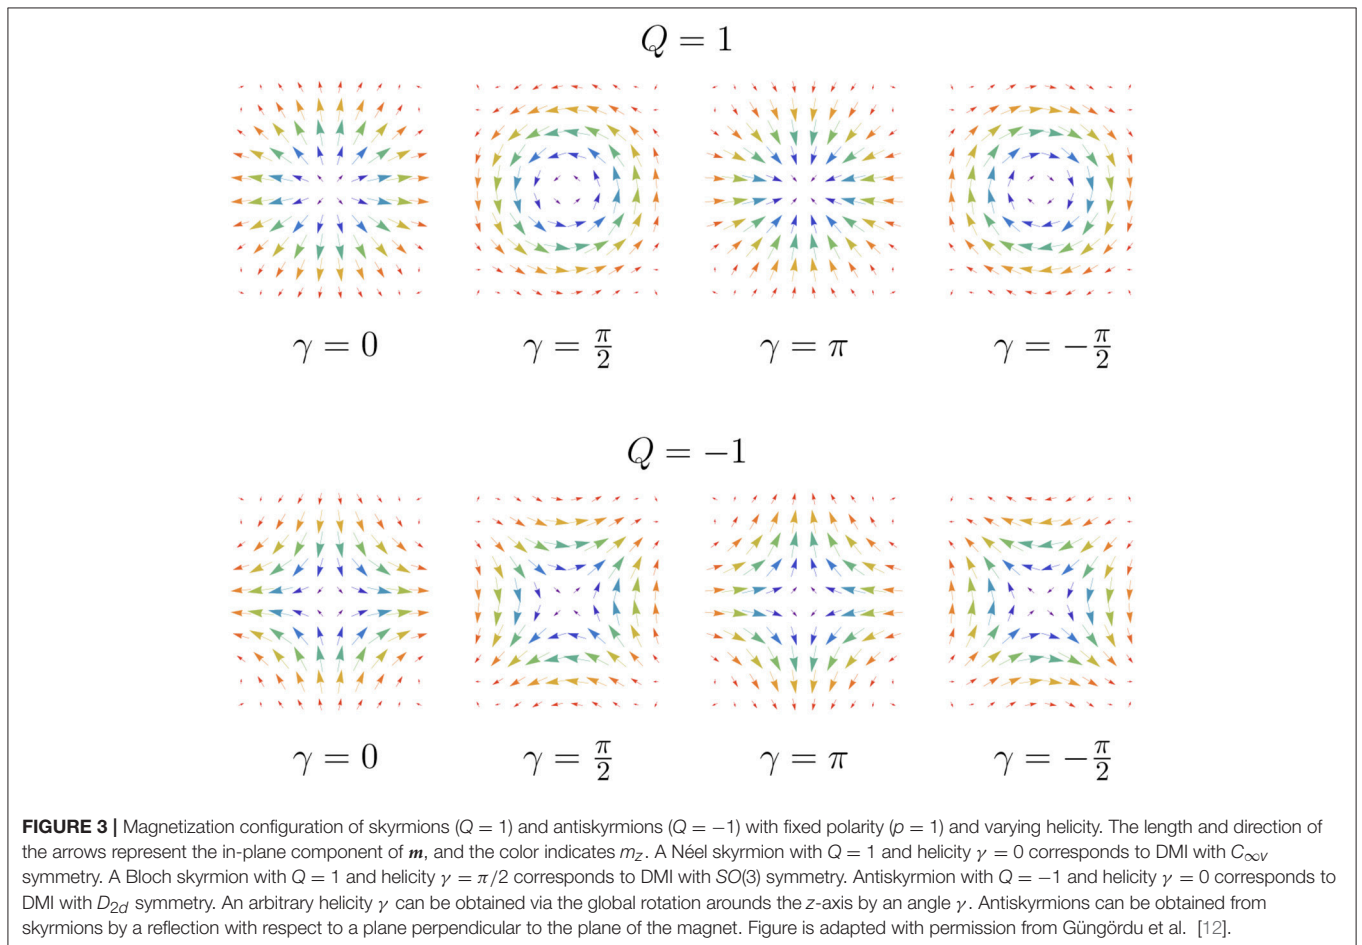 Q = 1
γ = 0 γ = π/2 γ = π γ = −π/2
Q = −1
γ = 0 γ = π/2 γ = π γ = −π/2
FIGURE 3 | Magnetization configuration of skyrmions (Q = 1) and antiskyrmions (Q = −1) with fixed polarity (p = 1) and varying helicity. The length and direction of
the arrows represent the in-plane component of m, and the color indicates mz. A Néel skyrmion with Q = 1 and helicity γ = 0 corresponds to DMI with C∞v
symmetry. A Bloch skyrmion with Q = 1 and helicity γ = π/2 corresponds to DMI with SO(3) symmetry. Antiskyrmion with Q = −1 and helicity γ = 0 corresponds to
DMI with D2d symmetry. An arbitrary helicity γ can be obtained via the global rotation arounds the z-axis by an angle γ. Antiskyrmions can be obtained from
skyrmions by a reflection with respect to a plane perpendicular to the plane of the magnet. Figure is adapted with permission from Güngördu et al. [12].